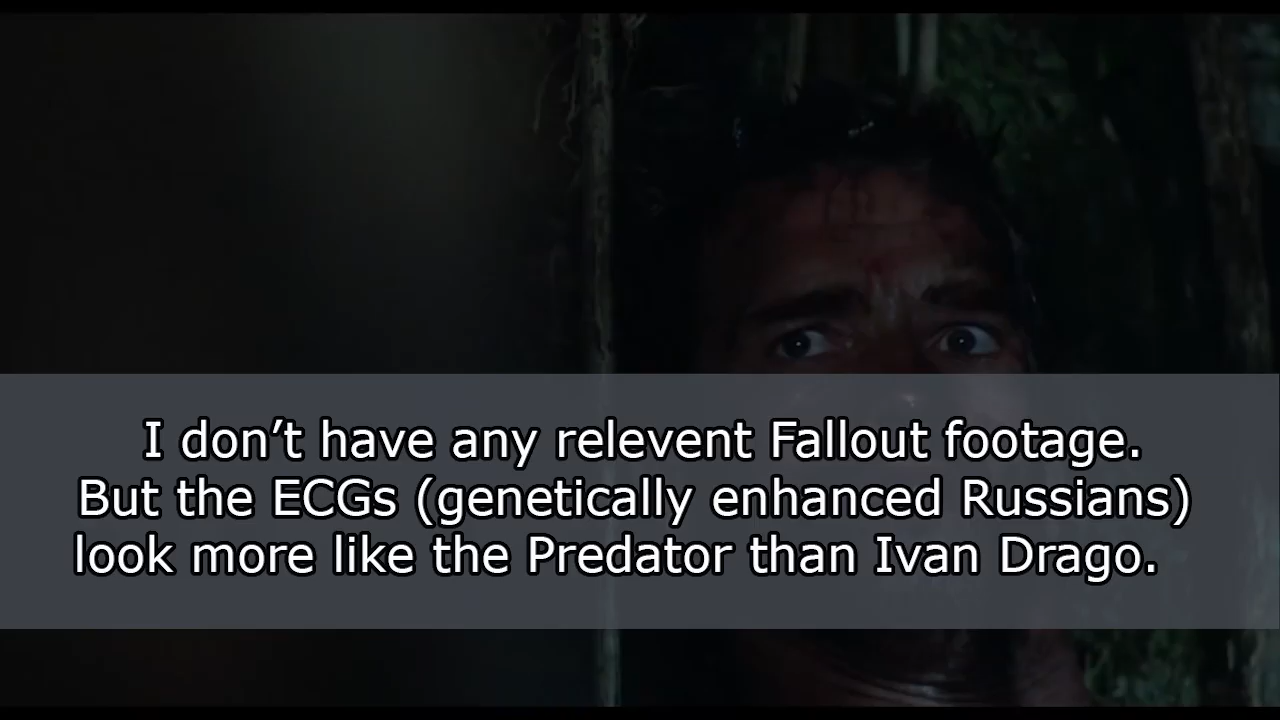 I don’t have any relevent Fallout footage.
But the ECGs (genetically enhanced Russians)
look more like the Predator than Ivan Drago.